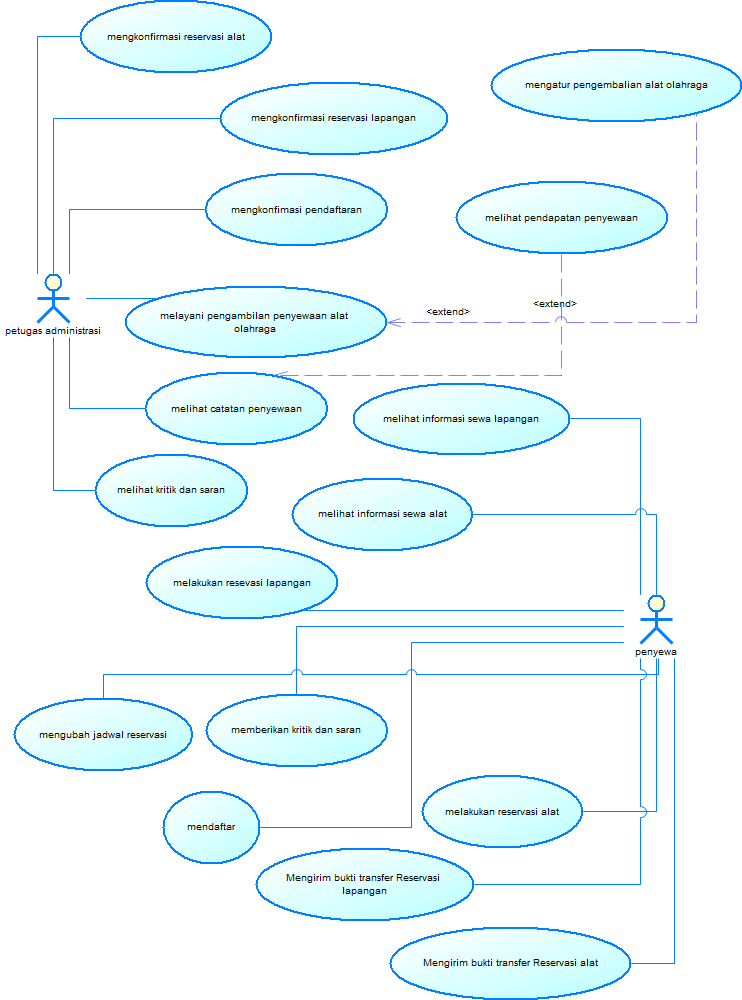 mengkonfirmasi reservasi alat
mengatur pengembalian alat olahraga
mengkonfirmasi reservasi lapangan
mengkonfimasi pendaftaran
melihat pendapatan penyewaan
<extend>
<extend>
melayani pengambilan penyewaan alat
olahraga
petugas administrasi
melihat catatan penyewaan
melihat informasi sewa lapangan
melihat kritik dan saran
melihat informasi sewa alat
melakukan resevasi lapangan
penyewa
mengubah jadwal reservasi
memberikan kritik dan saran
melakukan reservasi alat
mendaftar
Mengirim bukti transfer Reservasi
lapangan
Mengirim bukti transfer Reservasi alat